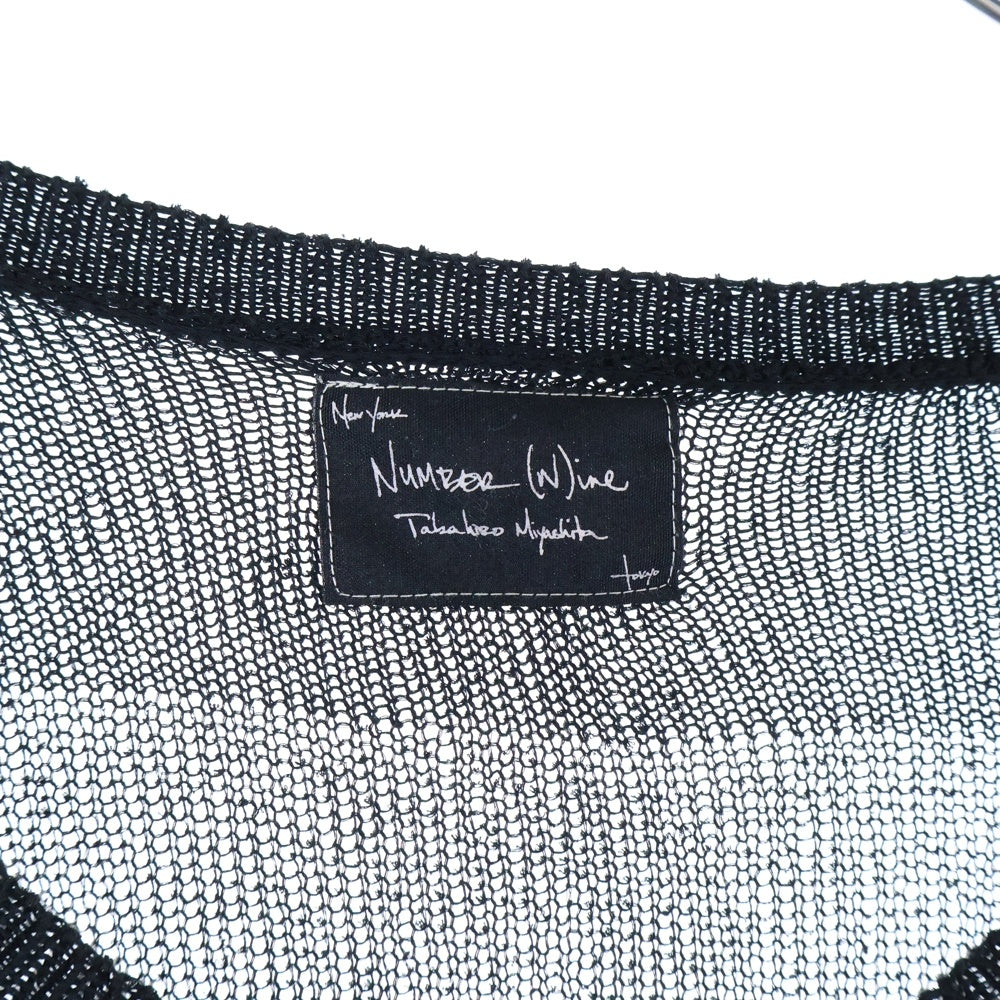 New York
NUMBER (N)ine
Takahiro Miyashita
tokyo